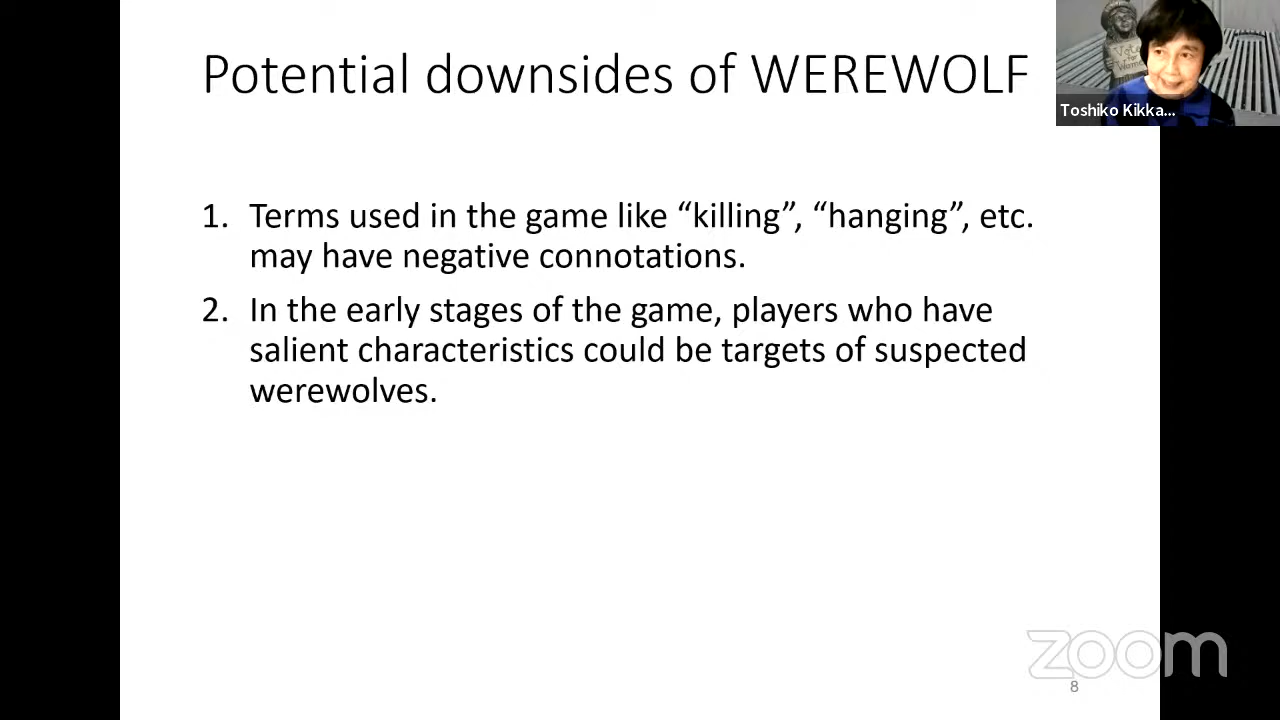 Potential downsides of WEREWOLF
Vote
for
Toshiko Kikka...
1. Terms used in the game like “killing”, “hanging”, etc.
may have negative connotations.
2. In the early stages of the game, players who have
salient characteristics could be targets of suspected
werewolves.
zoom
8